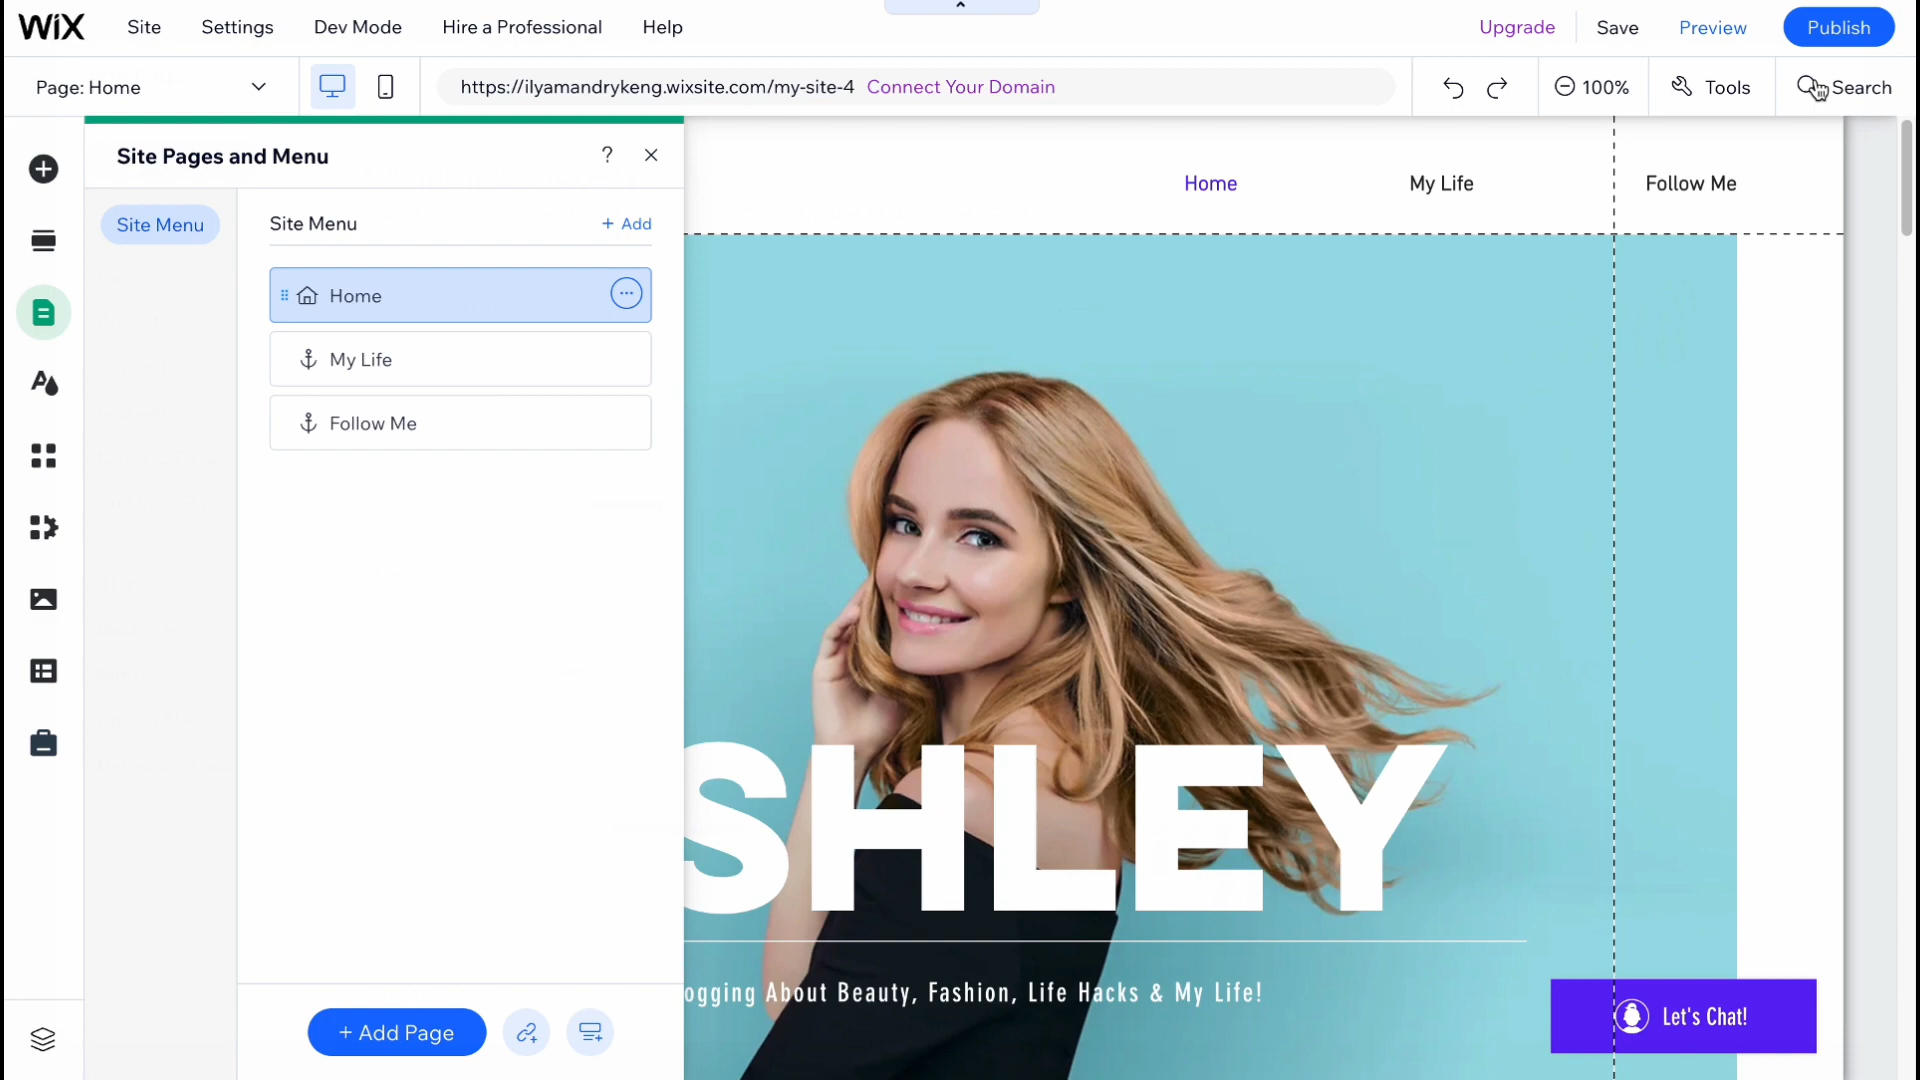 WiX Site Settings Dev Mode Hire a Professional Help Upgrade Save Preview Publish
Page: Home https://ilyamandrykeng.wixsite.com/my-site-4 Connect Your Domain 100% Tools Search
Site Pages and Menu ?
Site Menu
Site Menu + Add
Home
My Life
Follow Me
+ Add Page
Home My Life Follow Me
SHLEY
ogging About Beauty, Fashion, Life Hacks & My Life!
Let's Chat!